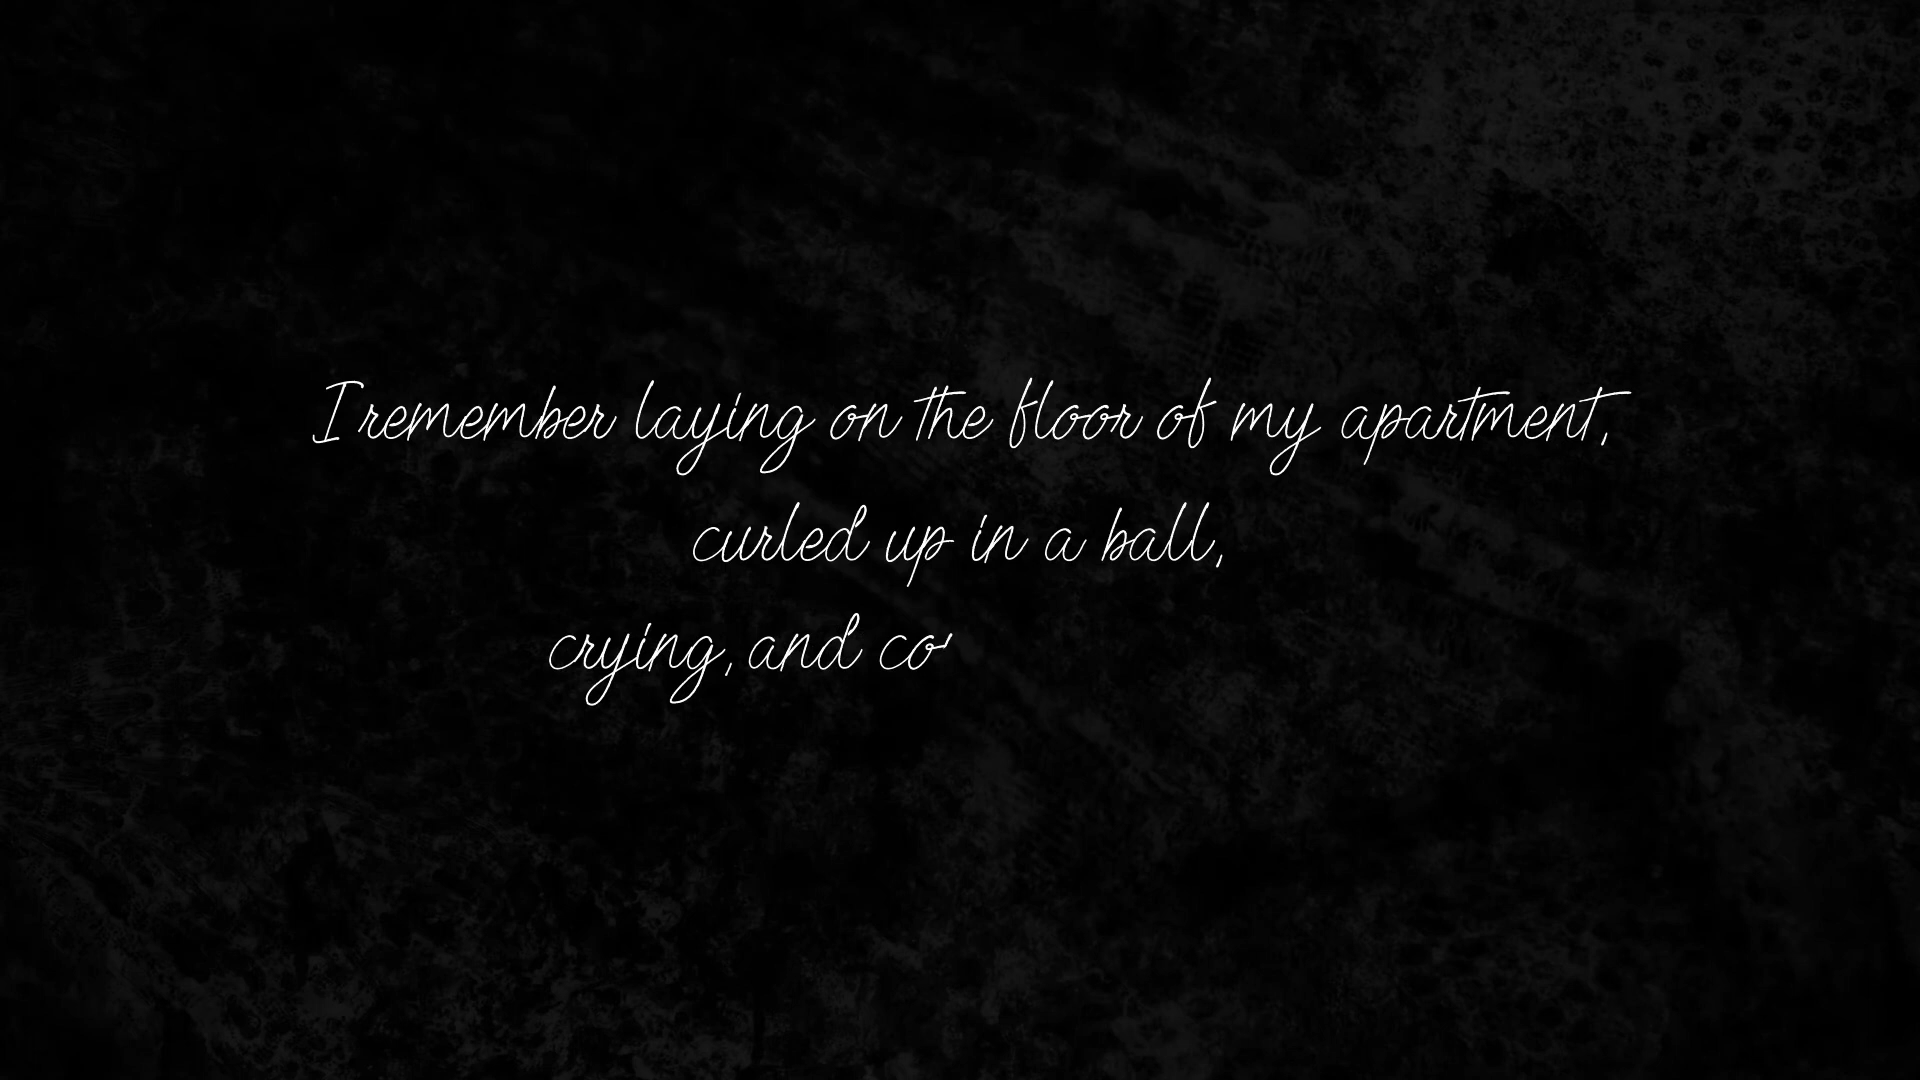 I remember laying on the floor of my apartment,
curled up in a ball,
crying, and co